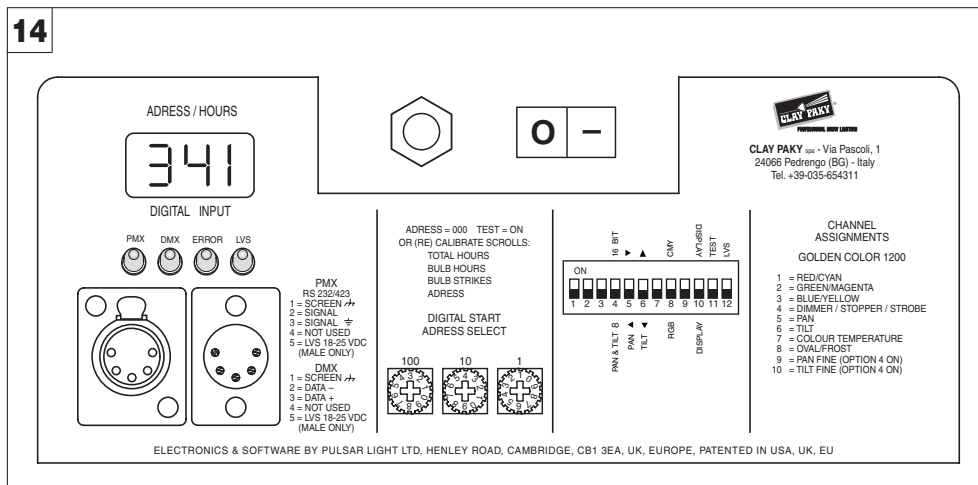 14
ADRESS / HOURS
341
DIGITAL INPUT
PMX DMX ERROR LVS
PMX
RS 232/423
1 = SCREEN
2 = SIGNAL
3 = SIGNAL
4 = NOT USED
5 = LVS 18-25 VDC
(MALE ONLY)
DMX
1 = SCREEN
2 = DATA –
3 = DATA +
4 = NOT USED
5 = LVS 18-25 VDC
(MALE ONLY)
O –
ADRESS = 000 TEST = ON
OR (RE) CALIBRATE SCROLLS:
TOTAL HOURS
BULB HOURS
BULB STRIKES
ADRESS
DIGITAL START
ADRESS SELECT
100 10 1
16 BIT ▼ ▲ CMY DISPLAY TEST LVS
ON
1 2 3 4 5 6 7 8 9 10 11 12
PAN & TILT 8 PAN ▲ TILT ▼ RGB DISPLAY
CLAY PAKY
PROFESSIONAL SHOW LIGHTING
CLAY PAKY spa - Via Pascoli, 1
24066 Pedrengo (BG) - Italy
Tel. +39-035-654311
CHANNEL
ASSIGNMENTS
GOLDEN COLOR 1200
1 = RED/CYAN
2 = GREEN/MAGENTA
3 = BLUE/YELLOW
4 = DIMMER / STOPPER / STROBE
5 = PAN
6 = TILT
7 = COLOUR TEMPERATURE
8 = OVAL/FROST
9 = PAN FINE (OPTION 4 ON)
10 = TILT FINE (OPTION 4 ON)
ELECTRONICS & SOFTWARE BY PULSAR LIGHT LTD, HENLEY ROAD, CAMBRIDGE, CB1 3EA, UK, EUROPE, PATENTED IN USA, UK, EU